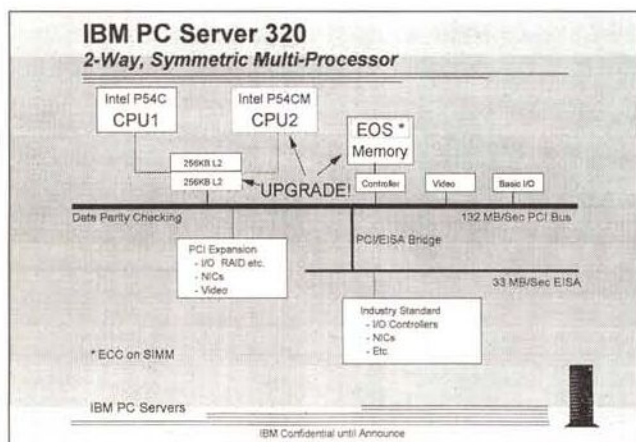 IBM PC Server 320
2-Way, Symmetric Multi-Processor
Intel P54C
CPU1
Intel P54CM
CPU2
EOS *
Memory
256KB L2
256KB L2
UPGRADE!
Controller
Video
Basic I/O
Data Parity Checking
132 MB/Sec PCI Bus
PCI/EISA Bridge
PCI Expansion
- I/O RAID etc.
- NICs
- Video
33 MB/Sec EISA
Industry Standard
- I/O Controllers
- NICs
- Etc.
* ECC on SIMM
IBM PC Servers
IBM Confidential until Announce